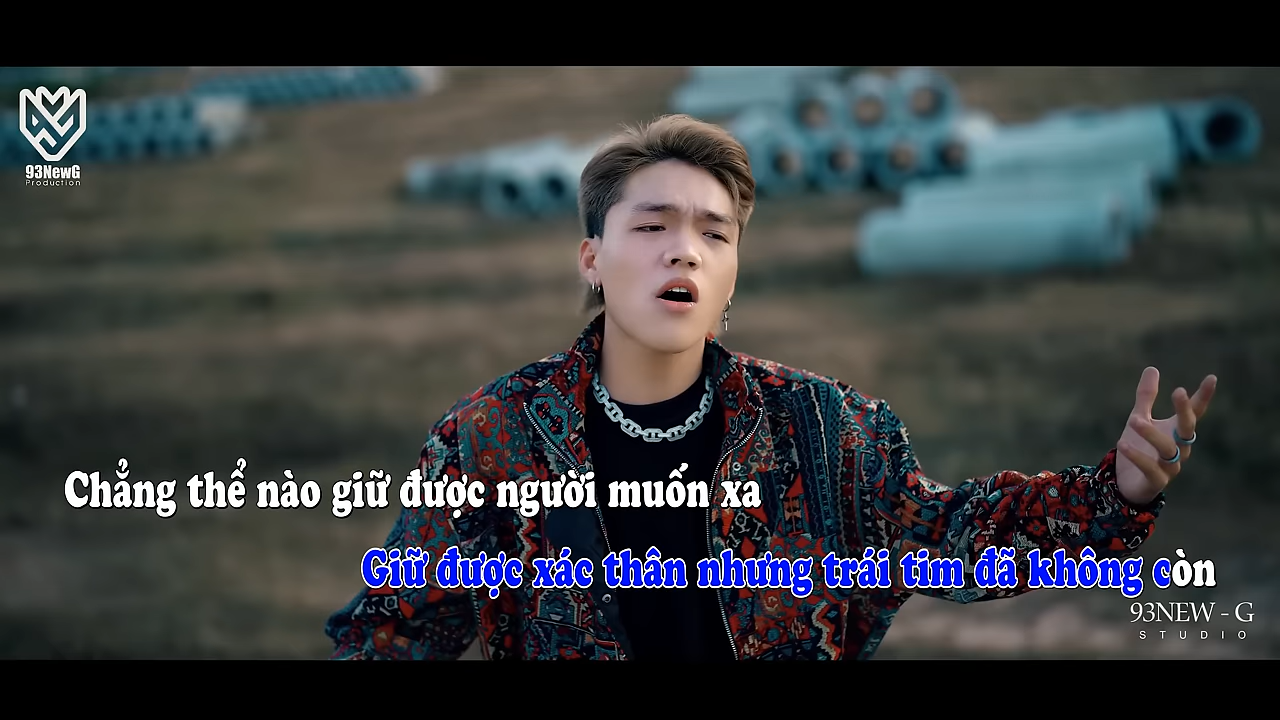 93NewG
Production
Chẳng thể nào giữ được người muốn xa
Giữ được xác thân nhưng trái tim đã không còn
93NEW - G
STUDIO